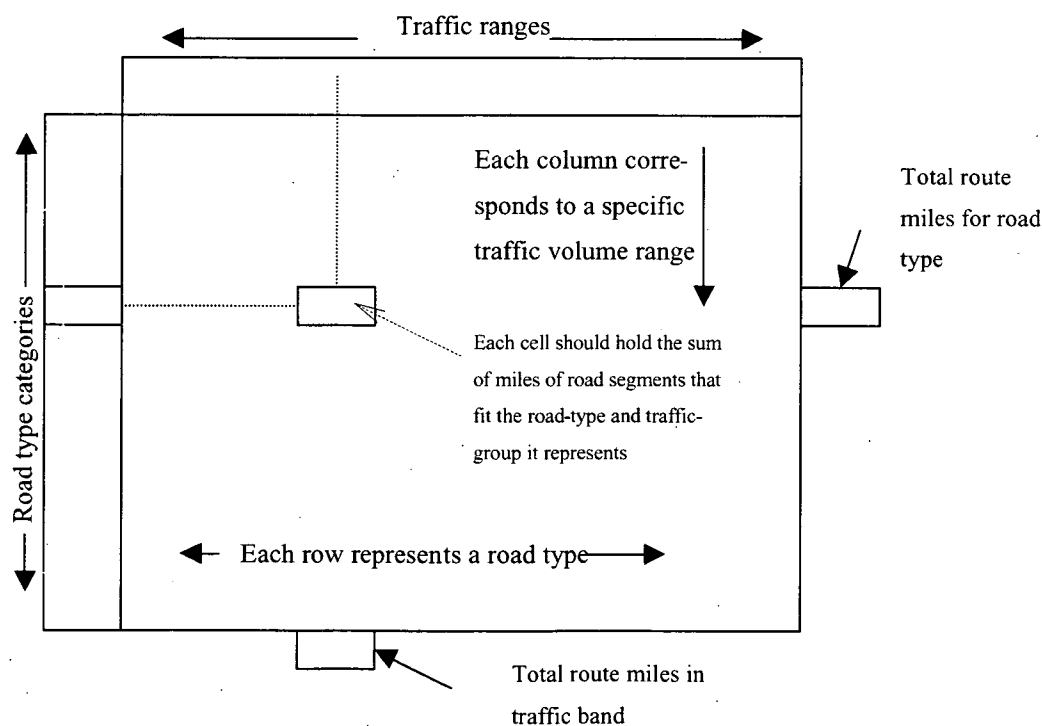 Traffic ranges
Each column corre-
sponds to a specific
traffic volume range
Total route
miles for road
type
Road type categories
Each cell should hold the sum
of miles of road segments that
fit the road-type and traffic-
group it represents
Each row represents a road type
Total route miles in
traffic band